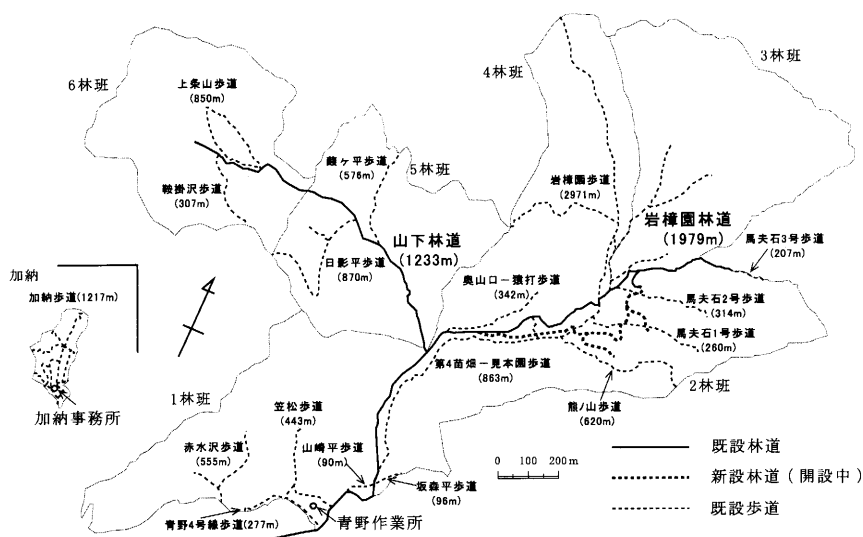 3林班
4林班
上条山歩道
(850m)
6林班
霞ヶ平歩道
(576m)
5林班
岩樟園歩道
(2971m)
鞍掛沢歩道
(307m)
岩樟園林道
(1979m)
山下林道
(1233m)
馬夫石3号歩道
(207m)
加納
日影平歩道
(870m)
奥山口ー猿打歩道
(342m)
馬夫石2号歩道
(314m)
加納歩道(1217m)
馬夫石1号歩道
(260m)
第4苗畑ー見本園歩道
(863m)
2林班
1林班
熊ノ山歩道
(620m)
加納事務所
笠松歩道
(443m)
赤水沢歩道
(555m)
山崎平歩道
(90m)
既設林道
0 100 200m
新設林道(開設中)
坂森平歩道
(96m)
既設歩道
青野4号線歩道(277m)
青野作業所